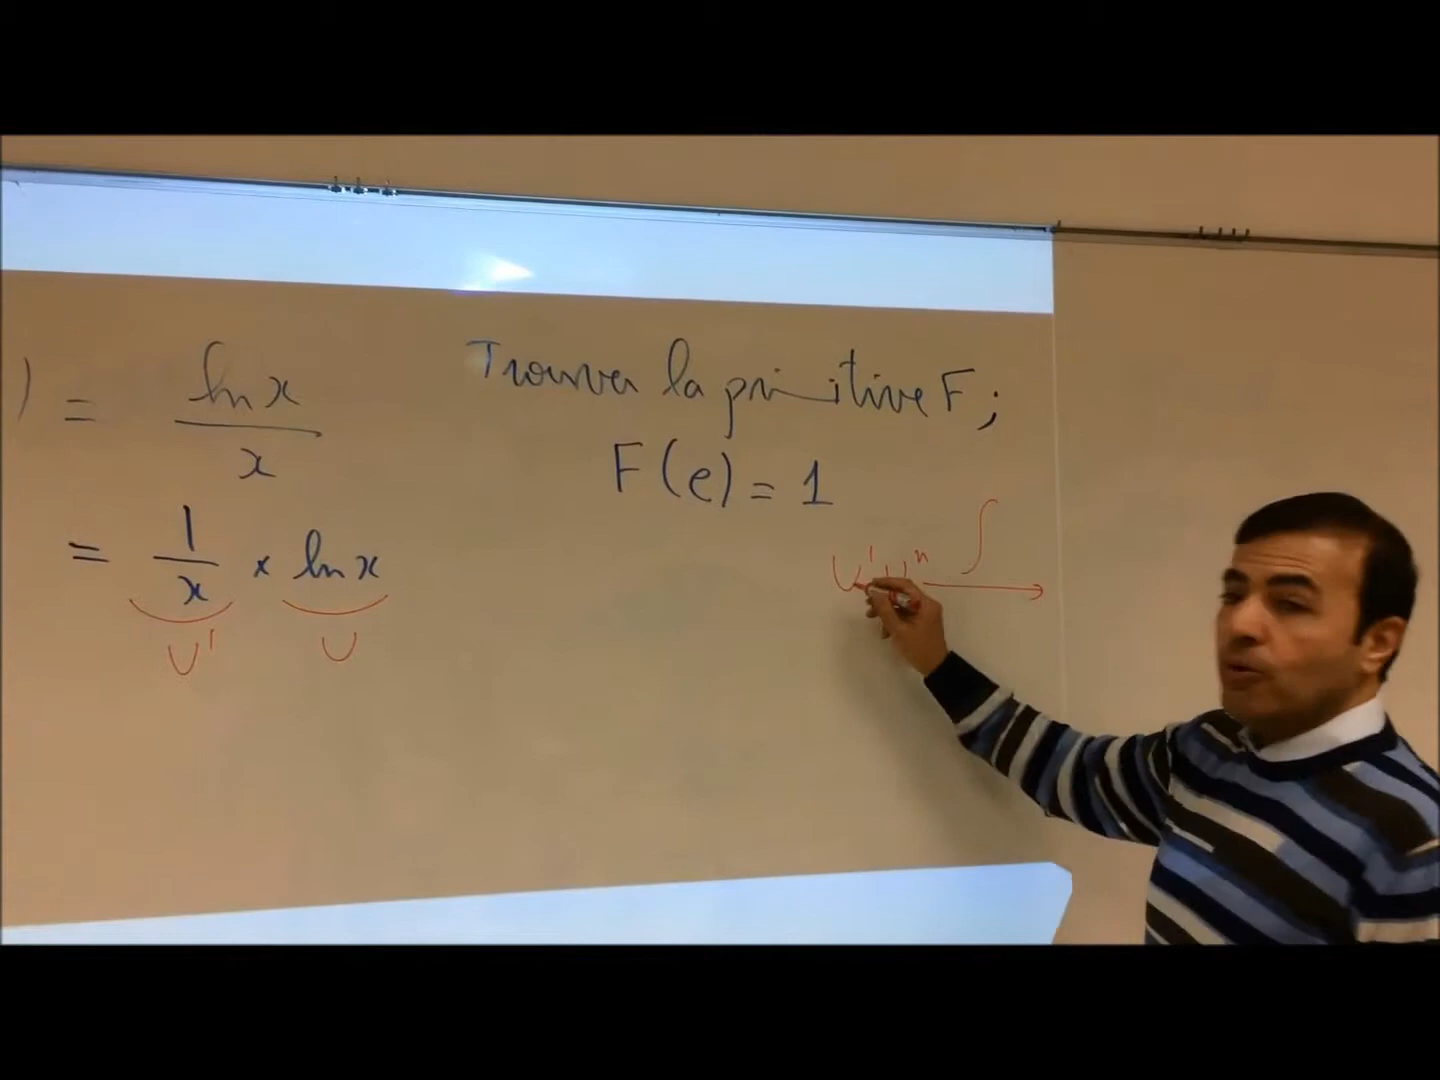 ) = ln x / x
Trouver la primitive F ;
F(e) = 1
= 1/x × ln x
U' U
U' U^n ∫ →